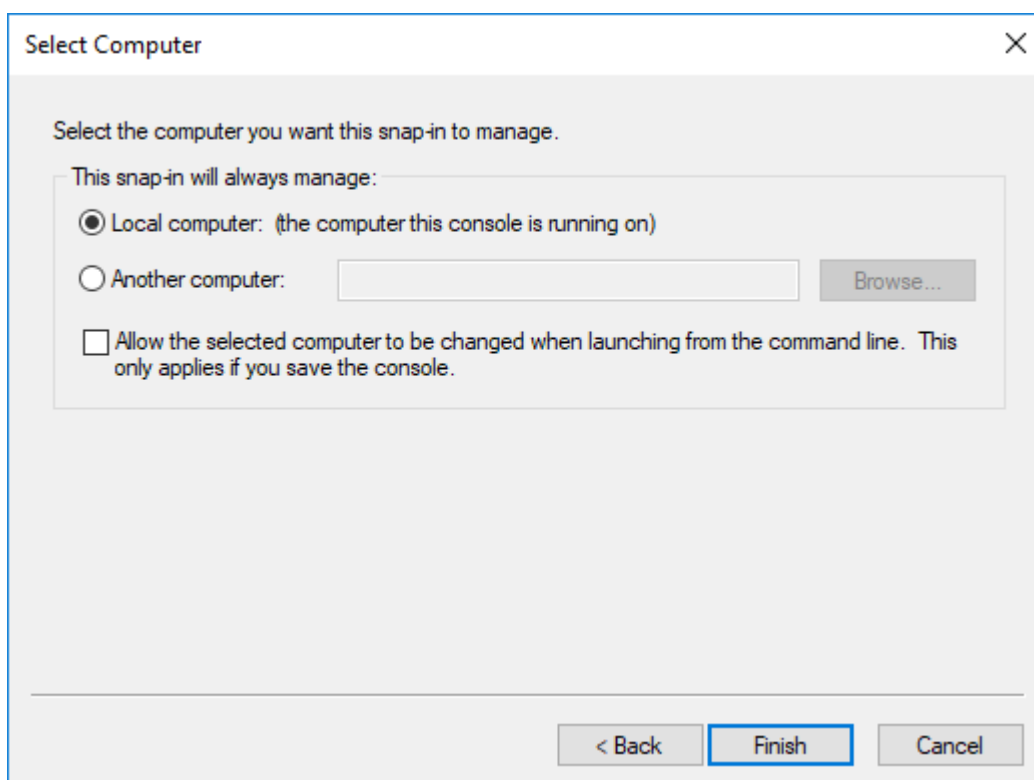 Select Computer
Select the computer you want this snap-in to manage.
This snap-in will always manage:
Local computer: (the computer this console is running on)
Another computer:
Browse...
Allow the selected computer to be changed when launching from the command line. This
only applies if you save the console.
< Back
Finish
Cancel